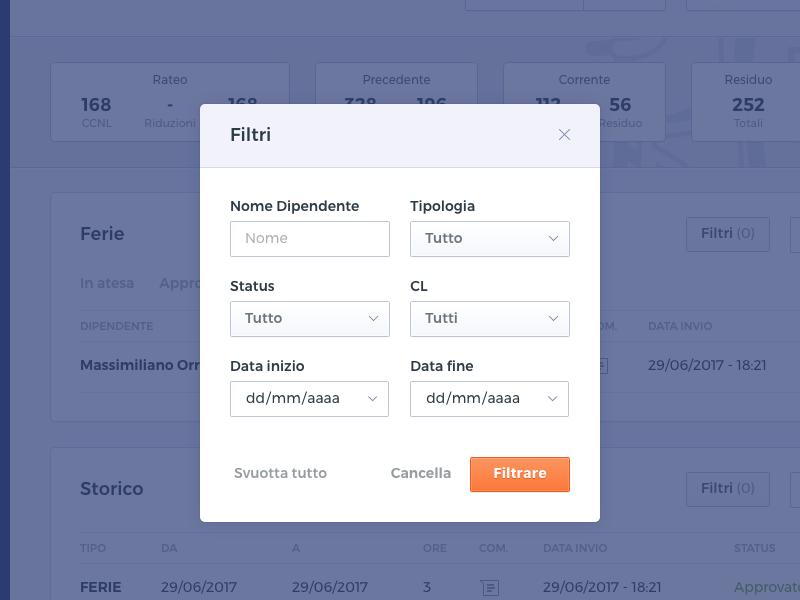 Rateo Precedente Corrente Residuo
168 - 168 328 196 112 56 252
CCNL Riduzioni Residuo Totali
Filtri
Nome Dipendente Tipologia
Nome Tutto
Status CL
Tutto Tutti
Data inizio Data fine
dd/mm/aaaa dd/mm/aaaa
Svuotta tutto Cancella Filtrare
Ferie Filtri (0)
In atesa
DIPENDENTE DATA INVIO
Massimiliano 29/06/2017 - 18:21
Storico Filtri (0)
TIPO DA A ORE COM. DATA INVIO STATUS
FERIE 29/06/2017 29/06/2017 3 29/06/2017 - 18:21